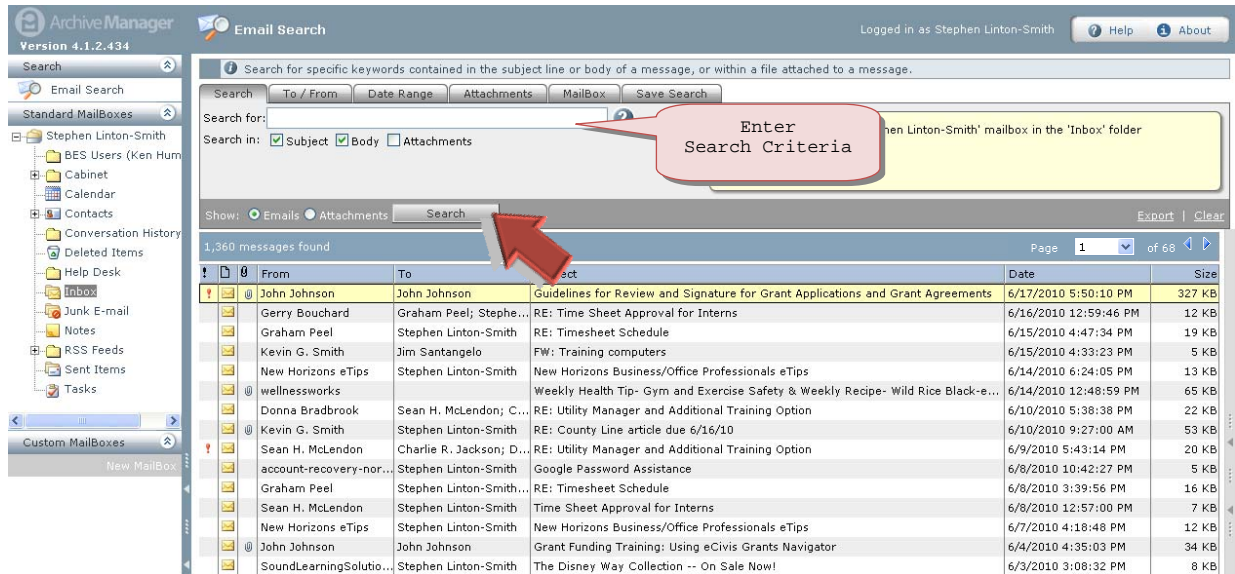 ArchiveManager
Version 4.1.2.434
Email Search
Logged in as Stephen Linton-Smith
Help
About
Search
Email Search
Standard MailBoxes
Stephen Linton-Smith
BES Users (Ken Hum
Cabinet
Calendar
Contacts
Conversation History
Deleted Items
Help Desk
Inbox
Junk E-mail
Notes
RSS Feeds
Sent Items
Tasks
Custom MailBoxes
New MailBox
Search for specific keywords contained in the subject line or body of a message, or within a file attached to a message.
Search To / From Date Range Attachments MailBox Save Search
Search for:
Search in: Subject Body Attachments
Enter
Search Criteria
hen Linton-Smith' mailbox in the 'Inbox' folder
Show: Emails Attachments Search Export | Clear
1,360 messages found Page 1 of 68
! From To ect Date Size
John Johnson John Johnson Guidelines for Review and Signature for Grant Applications and Grant Agreements 6/17/2010 5:50:10 PM 327 KB
Gerry Bouchard Graham Peel; Stephe... RE: Time Sheet Approval for Interns 6/16/2010 12:59:46 PM 12 KB
Graham Peel Stephen Linton-Smith RE: Timesheet Schedule 6/15/2010 4:47:34 PM 19 KB
Kevin G. Smith Jim Santangelo FW: Training computers 6/15/2010 4:33:23 PM 5 KB
New Horizons eTips Stephen Linton-Smith New Horizons Business/Office Professionals eTips 6/14/2010 6:24:05 PM 13 KB
wellnessworks Weekly Health Tip- Gym and Exercise Safety & Weekly Recipe- Wild Rice Black-e... 6/14/2010 12:48:59 PM 65 KB
Donna Bradbrook Sean H. McLendon; C... RE: Utility Manager and Additional Training Option 6/10/2010 5:38:38 PM 22 KB
Kevin G. Smith Stephen Linton-Smith RE: County Line article due 6/16/10 6/10/2010 9:27:00 AM 53 KB
Sean H. McLendon Charlie R. Jackson; D... RE: Utility Manager and Additional Training Option 6/9/2010 5:43:14 PM 20 KB
account-recovery-nor... Stephen Linton-Smith Google Password Assistance 6/8/2010 10:42:27 PM 5 KB
Graham Peel Stephen Linton-Smith... RE: Timesheet Schedule 6/8/2010 3:39:56 PM 16 KB
Sean H. McLendon Stephen Linton-Smith Time Sheet Approval for Interns 6/8/2010 12:57:00 PM 7 KB
New Horizons eTips Stephen Linton-Smith New Horizons Business/Office Professionals eTips 6/7/2010 4:18:48 PM 12 KB
John Johnson John Johnson Grant Funding Training: Using eCivis Grants Navigator 6/4/2010 4:35:03 PM 34 KB
SoundLearningSolutio... Stephen Linton-Smith The Disney Way Collection -- On Sale Now! 6/3/2010 3:08:32 PM 8 KB